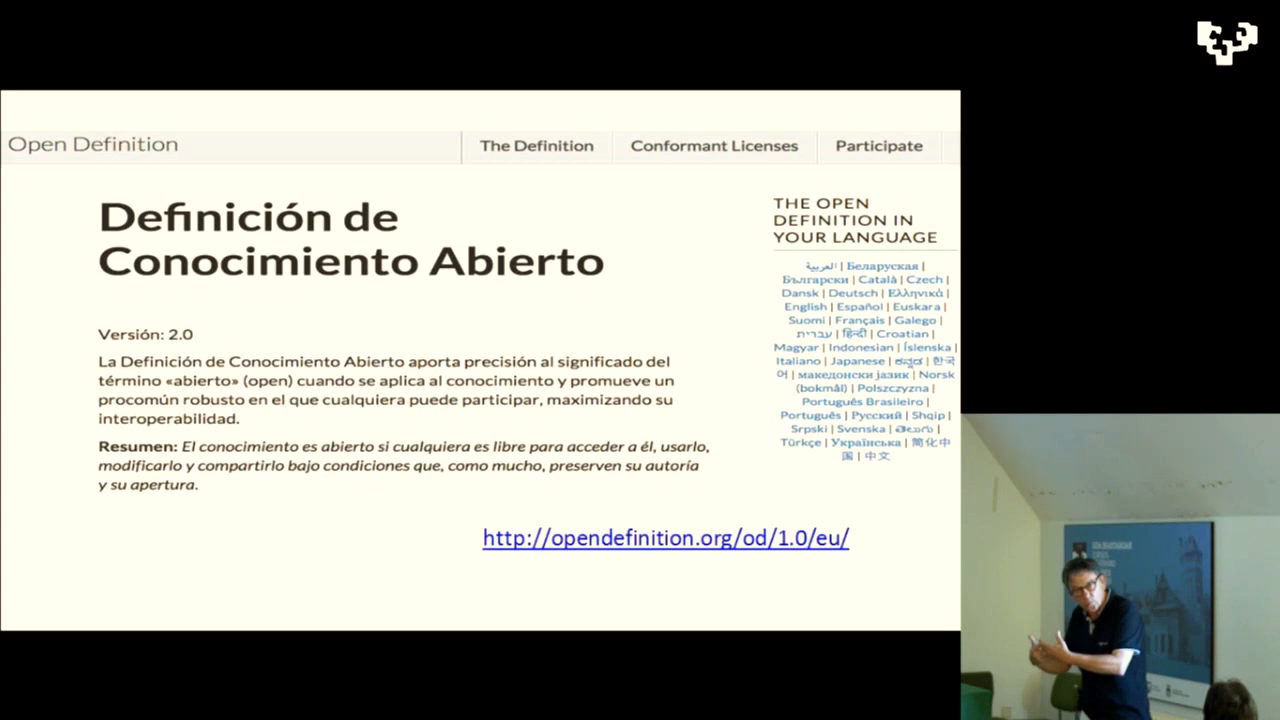 Open Definition
The Definition
Conformant Licenses
Participate
Definición de
Conocimiento Abierto
Versión: 2.0
La Definición de Conocimiento Abierto aporta precisión al significado del
término «abierto» (open) cuando se aplica al conocimiento y promueve un
procomún robusto en el que cualquiera puede participar, maximizando su
interoperabilidad.
Resumen: El conocimiento es abierto si cualquiera es libre para acceder a él, usarlo,
modificarlo y compartirlo bajo condiciones que, como mucho, preserven su autoría
y su apertura.
THE OPEN
DEFINITION IN
YOUR LANGUAGE
العربية | Беларуская |
Български | Català | Czech |
Dansk | Deutsch | Ελληνικά |
English | Español | Euskara |
Suomi | Français | Galego |
עברית | हिन्दी | Croatian |
Magyar | Indonesian | Íslenska |
Italiano | Japanese | ಕನ್ನಡ | 한국
어 | македонски јазик | Norsk
(bokmål) | Polszczyzna |
Português Brasileiro |
Português | Русский | Shqip |
Srpski | Svenska | తెలుగు |
Türkçe | Українська | 简化中
国 | 中文
http://opendefinition.org/od/1.0/eu/